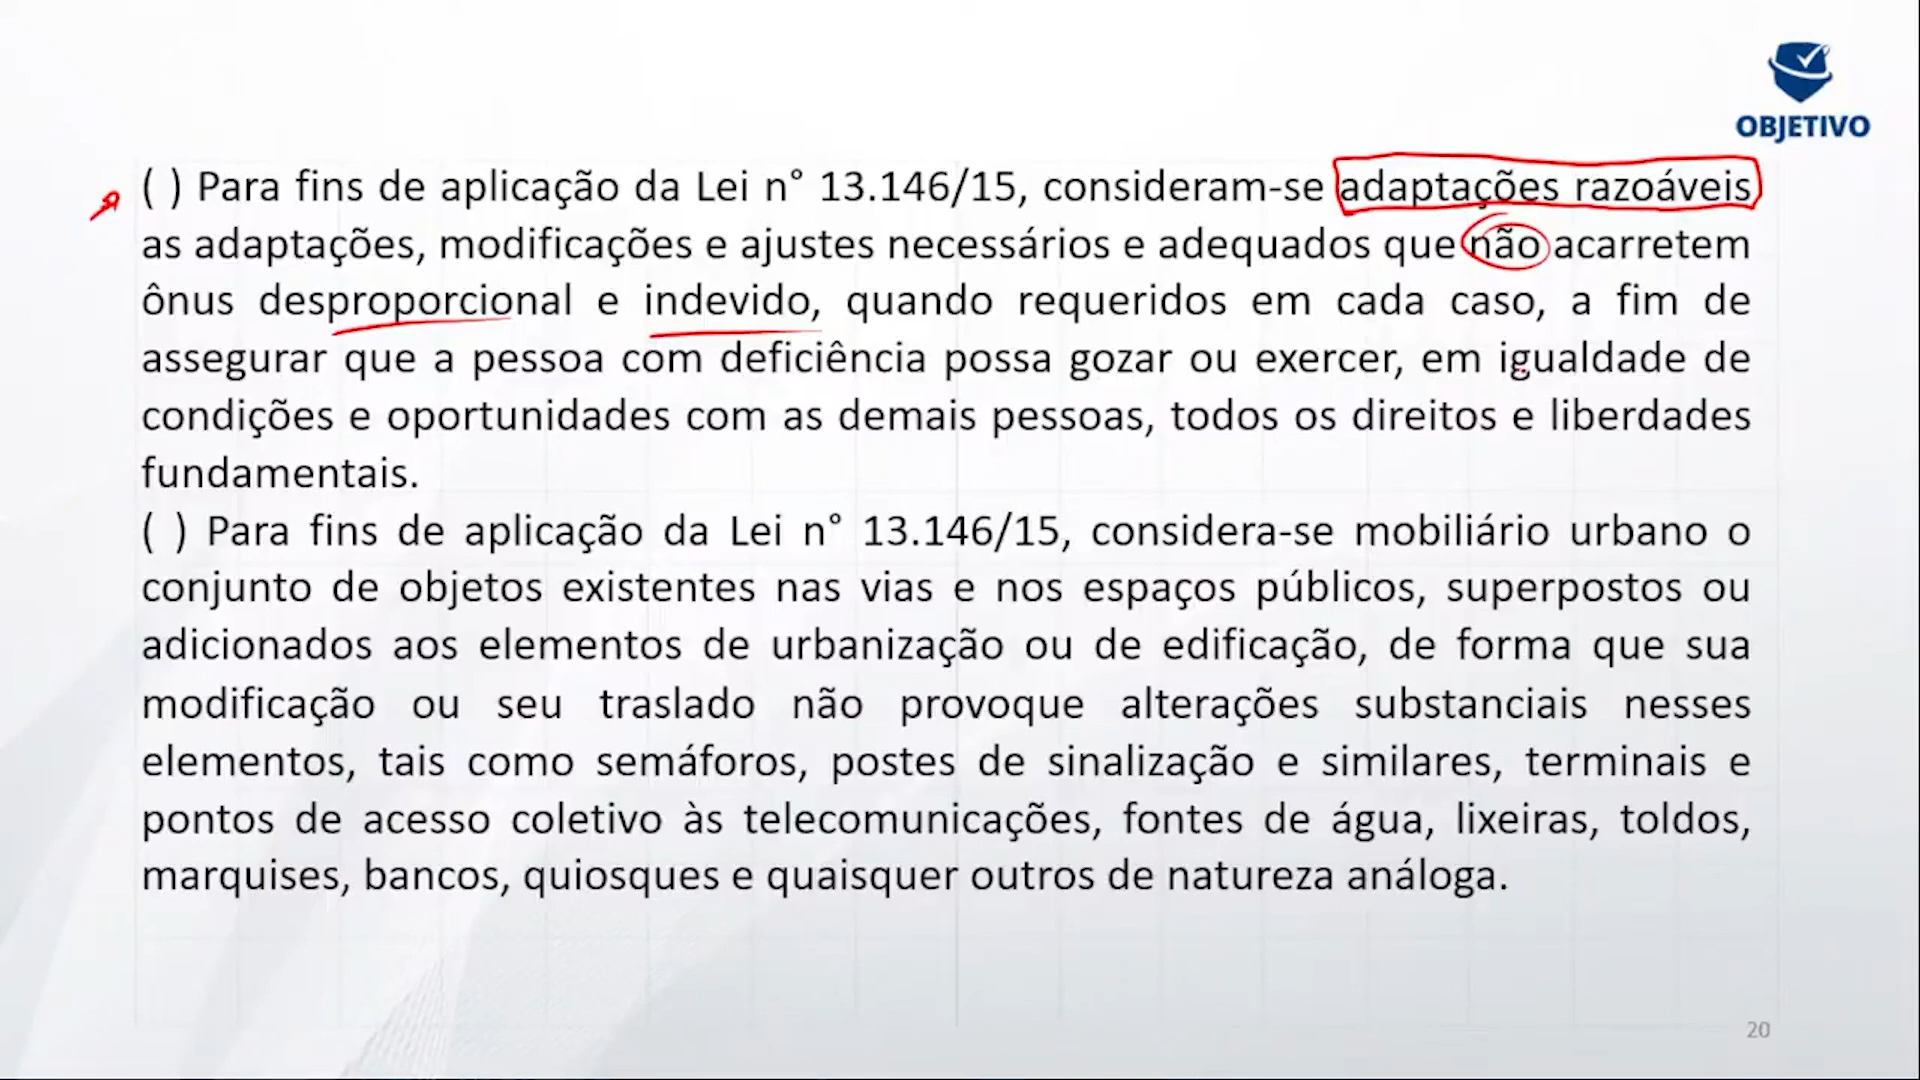 OBJETIVO
( ) Para fins de aplicação da Lei n° 13.146/15, consideram-se adaptações razoáveis
as adaptações, modificações e ajustes necessários e adequados que não acarretem
ônus desproporcional e indevido, quando requeridos em cada caso, a fim de
assegurar que a pessoa com deficiência possa gozar ou exercer, em igualdade de
condições e oportunidades com as demais pessoas, todos os direitos e liberdades
fundamentais.
( ) Para fins de aplicação da Lei n° 13.146/15, considera-se mobiliário urbano o
conjunto de objetos existentes nas vias e nos espaços públicos, superpostos ou
adicionados aos elementos de urbanização ou de edificação, de forma que sua
modificação ou seu traslado não provoque alterações substanciais nesses
elementos, tais como semáforos, postes de sinalização e similares, terminais e
pontos de acesso coletivo às telecomunicações, fontes de água, lixeiras, toldos,
marquises, bancos, quiosques e quaisquer outros de natureza análoga.
20